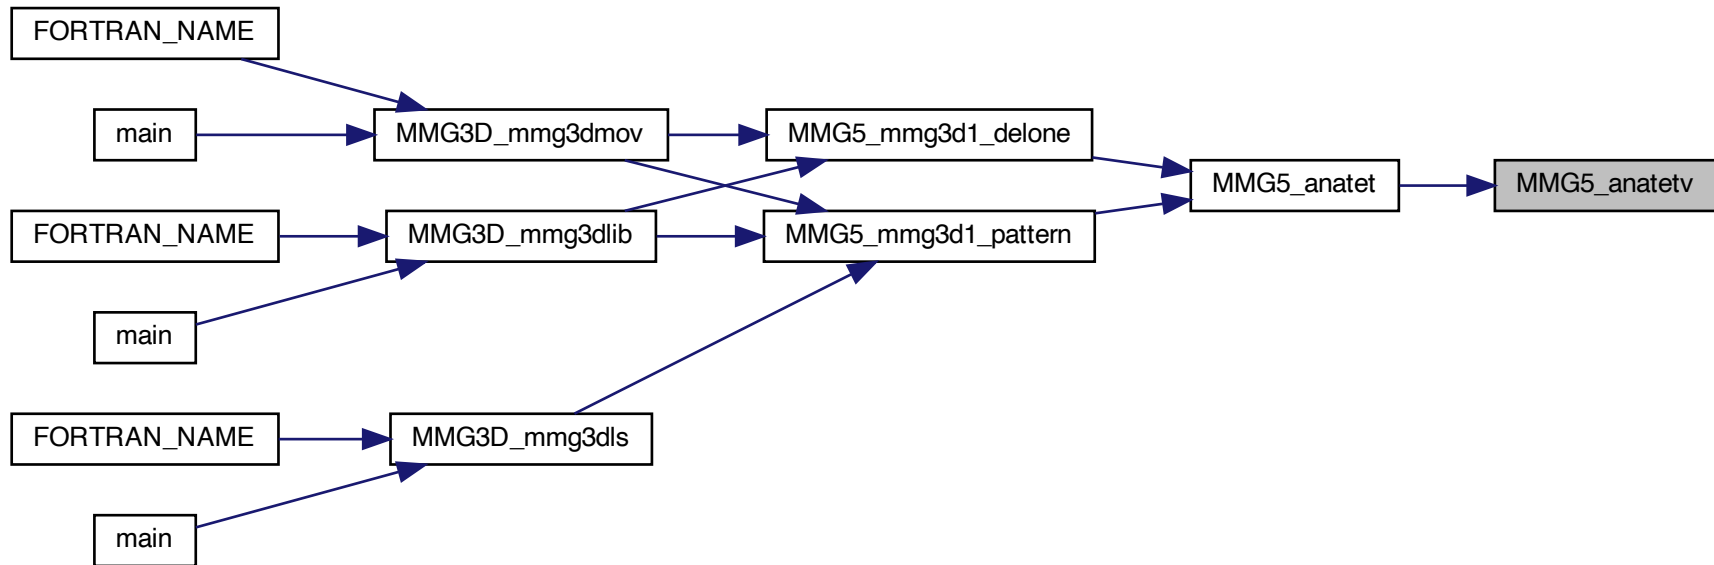 FORTRAN_NAME
main
MMG3D_mmg3dmov
MMG5_mmg3d1_delone
MMG5_anatet
MMG5_anatetv
FORTRAN_NAME
MMG3D_mmg3dlib
MMG5_mmg3d1_pattern
main
FORTRAN_NAME
MMG3D_mmg3dls
main